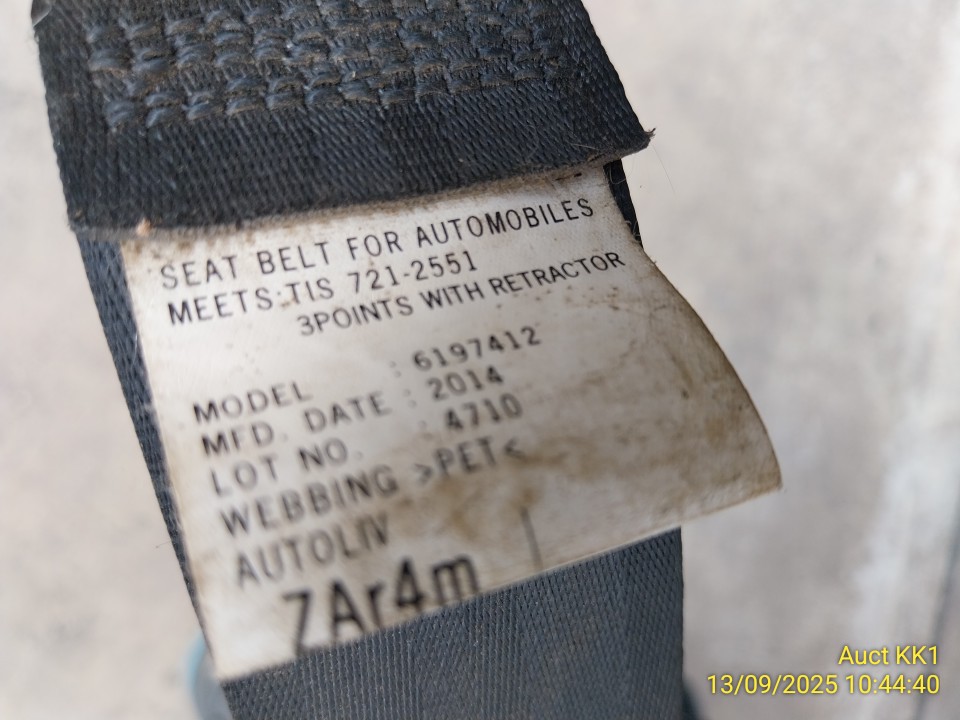 SEAT BELT FOR AUTOMOBILES
MEETS:TIS 721-2551
3POINTS WITH RETRACTOR
MODEL : 6197412
MFD. DATE : 2014
LOT NO. 4710
WEBBING >PET<
AUTOLIV
7Ar4m
Auct KK1
13/09/2025 10:44:40